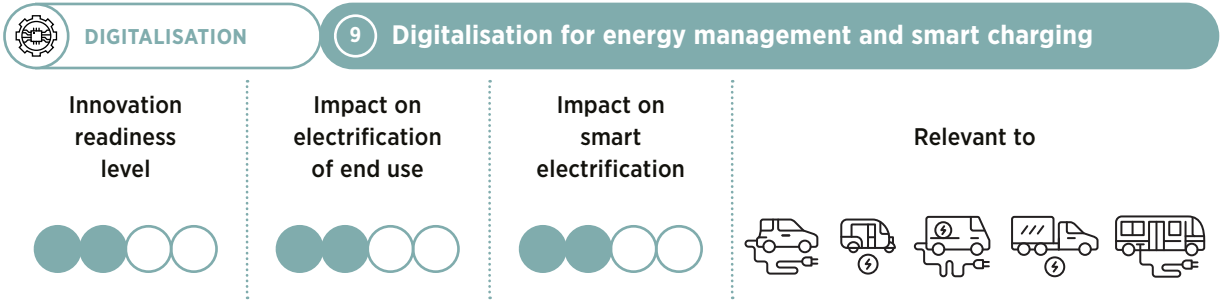 DIGITALISATION
9 Digitalisation for energy management and smart charging
Innovation
readiness
level
Impact on
electrification
of end use
Impact on
smart
electrification
Relevant to